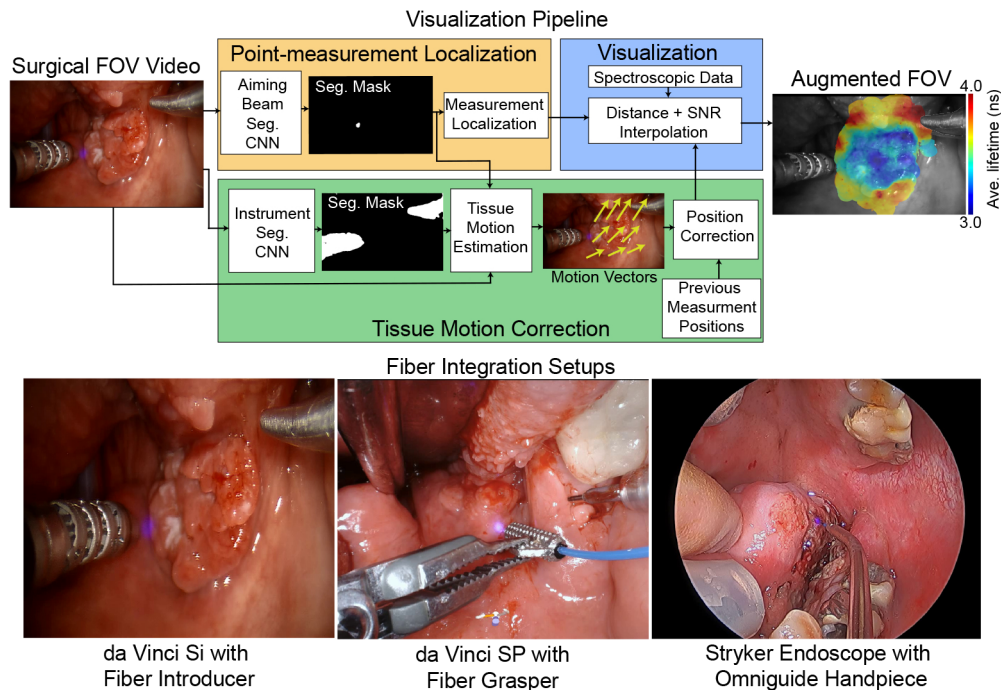 Visualization Pipeline
Surgical FOV Video
Point-measurement Localization
Aiming
Beam
Seg.
CNN
Seg. Mask
Measurement
Localization
Visualization
Spectroscopic Data
Distance + SNR
Interpolation
Augmented FOV
4.0
Ave. lifetime (ns)
3.0
Instrument
Seg.
CNN
Seg. Mask
Tissue
Motion
Estimation
Motion Vectors
Position
Correction
Previous
Measurment
Positions
Tissue Motion Correction
Fiber Integration Setups
da Vinci Si with
Fiber Introducer
da Vinci SP with
Fiber Grasper
Stryker Endoscope with
Omniguide Handpiece